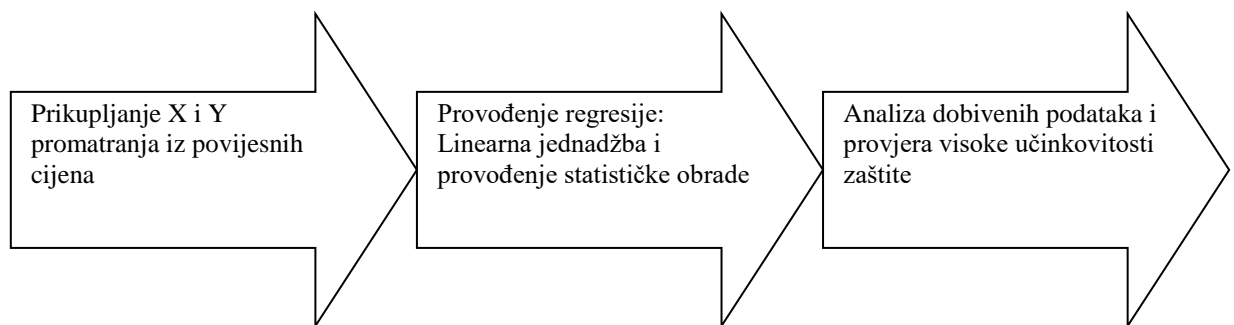 Prikupljanje X i Y
promatranja iz povijesnih
cijena
Provođenje regresije:
Linearna jednadžba i
provođenje statističke obrade
Analiza dobivenih podataka i
provjera visoke učinkovitosti
zaštite